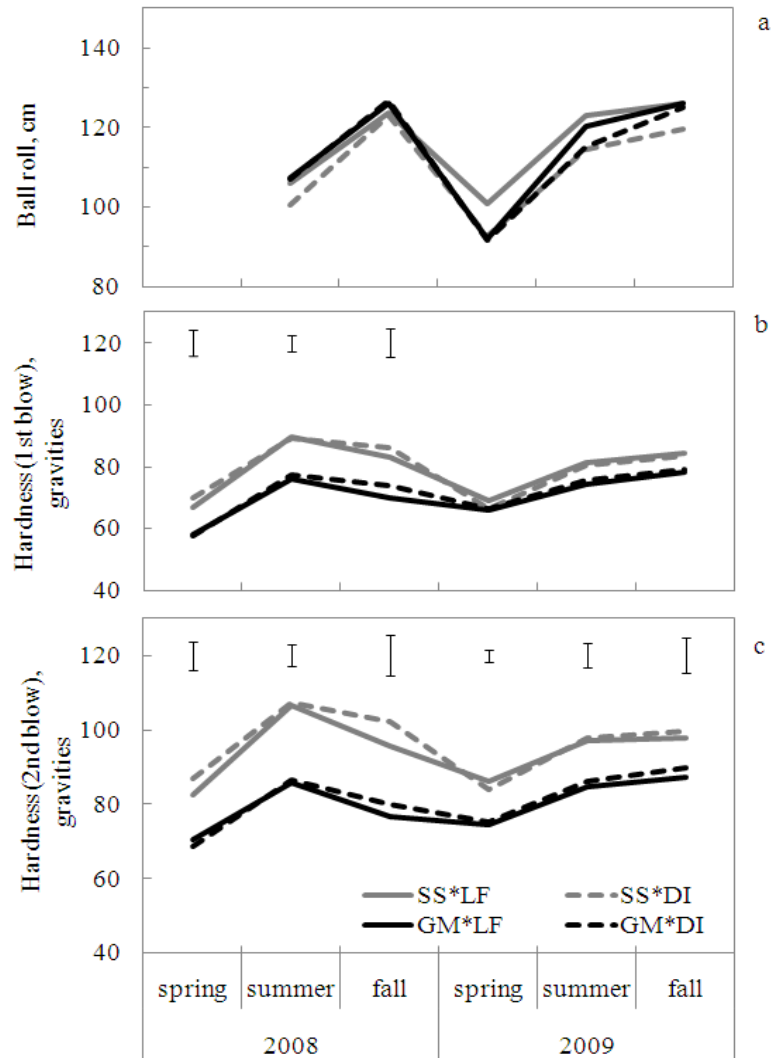 a
140
120
100
80
Ball roll, cm
b
120
100
80
60
40
Hardness (1st blow),
gravities
c
120
100
80
60
40
Hardness (2nd blow),
gravities
SS*LF SS*DI
GM*LF GM*DI
spring summer fall spring summer fall
2008 2009